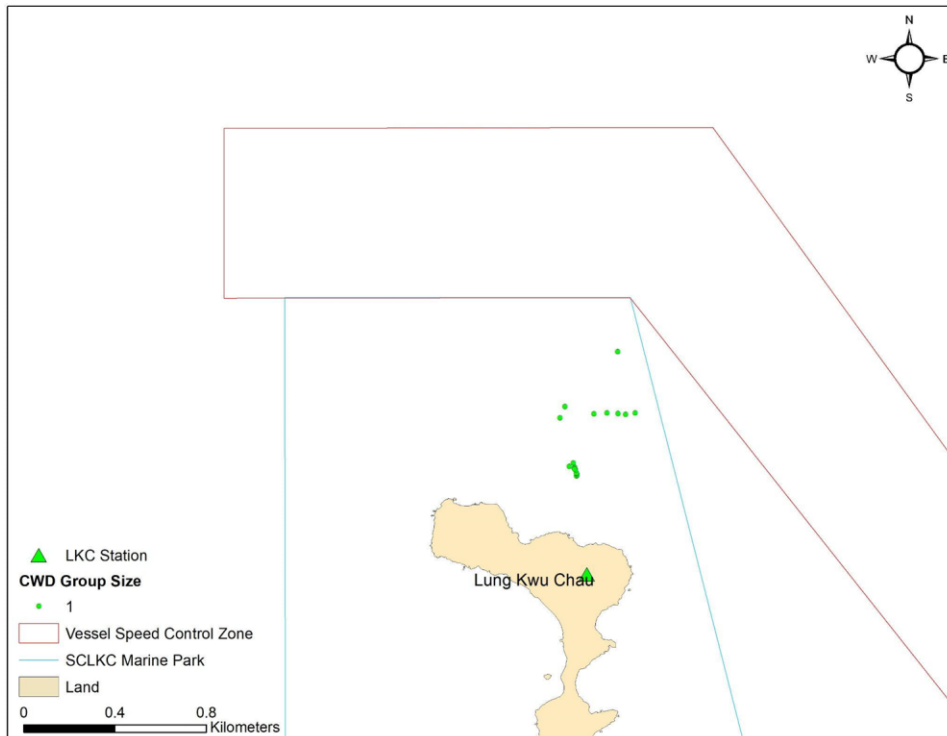 N
W E
S
Lung Kwu Chau
LKC Station
CWD Group Size
1
Vessel Speed Control Zone
SCLKC Marine Park
Land
0 0.4 0.8
Kilometers